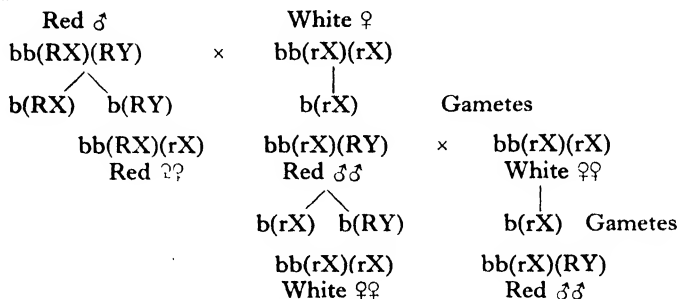 Red ♂ White ♀
bb(RX)(RY) × bb(rX)(rX)
b(RX) b(RY) b(rX) Gametes
bb(RX)(rX) bb(rX)(RY) × bb(rX)(rX)
Red ♀♀ Red ♂♂ White ♀♀
b(rX) b(RY) b(rX) Gametes
bb(rX)(rX) bb(rX)(RY)
White ♀♀ Red ♂♂